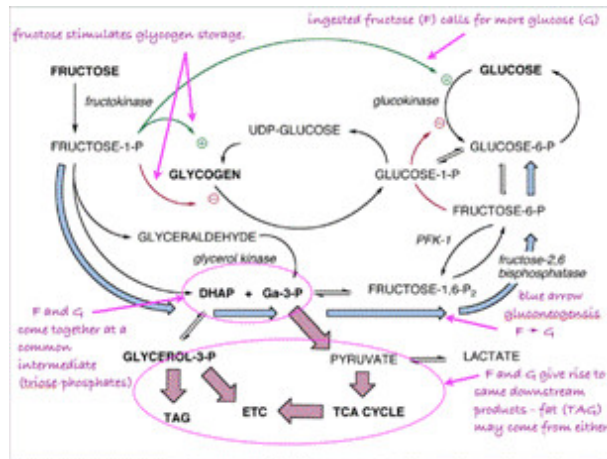 ingested fructose (F) calls for more glucose (G)
fructose stimulates glycogen storage.
FRUCTOSE
GLUCOSE
fructokinase
glucokinase
UDP-GLUCOSE
FRUCTOSE-1-P
GLUCOSE-6-P
GLYCOGEN
GLUCOSE-1-P
FRUCTOSE-6-P
GLYCERALDEHYDE
PFK-1
glycerol kinase
fructose-2,6
bisphosphatase
DHAP + Ga-3-P
FRUCTOSE-1,6-P₂
F and G
come together at a
common
intermediate
(triose-phosphates)
blue arrow
gluconeogensis
F → G
GLYCEROL-3-P
PYRUVATE
LACTATE
F and G give rise to
same downstream
products - fat (TAG)
may come from either
TAG
ETC
TCA CYCLE